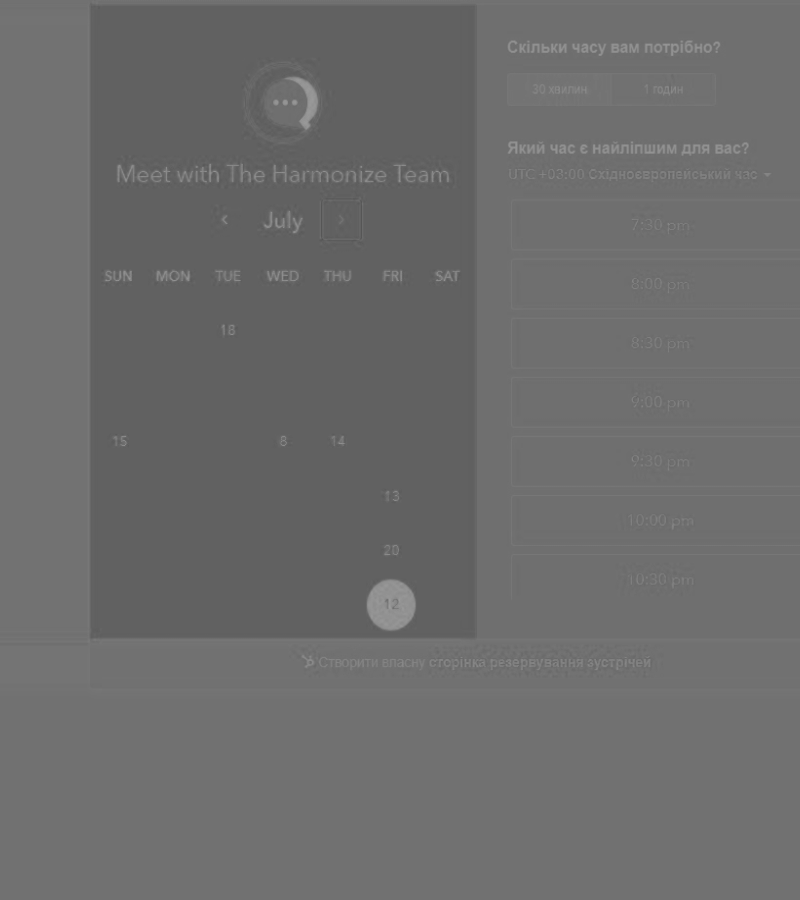 Meet with The Harmonize Team
July
SUN MON TUE WED THU FRI SAT
18
15 8 14
13
20
12
Скільки часу вам потрібно?
30 хвилин 1 годин
Який час є найліпшим для вас?
UTC +03:00 Східноєвропейський час
7:30 pm
8:00 pm
8:30 pm
9:00 pm
9:30 pm
10:00 pm
10:30 pm
Створити власну сторінка резервування зустрічей